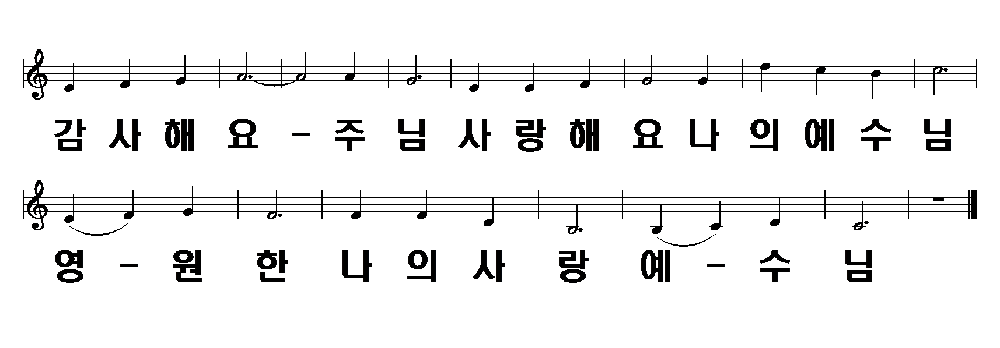 감 사 해 요 - 주 님 사 랑 해 요 나 의 예 수 님
영 - 원 한 나 의 사 랑 예 - 수 님